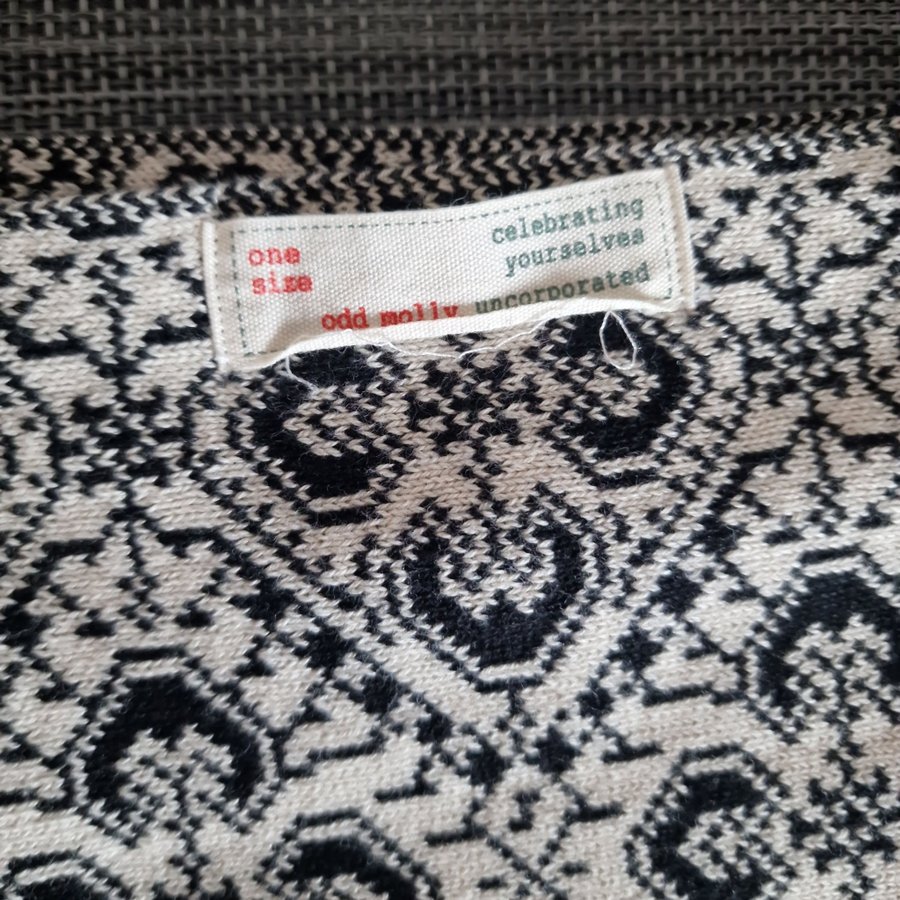 one
size
celebrating
yourselves
odd molly uncorporated